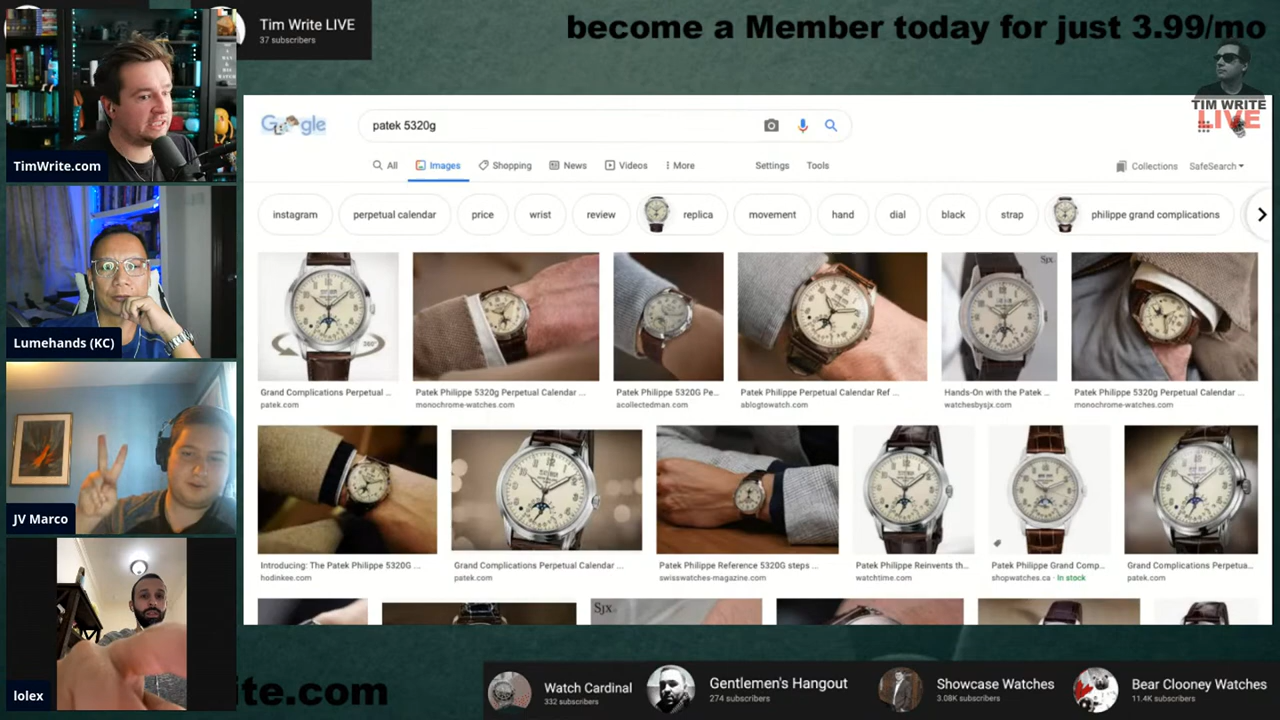 Tim Write LIVE
37 subscribers
become a Member today for just 3.99/mo
TIM WRITE
LIVE
TimWrite.com
Lumehands (KC)
JV Marco
lolex
Google
patek 5320g
All
Images
Shopping
News
Videos
More
Settings
Tools
Collections
SafeSearch
instagram
perpetual calendar
price
wrist
review
replica
movement
hand
dial
black
strap
philippe grand complications
360°
Sjx
Grand Complications Perpetual ...
patek.com
Patek Philippe 5320g Perpetual Calendar ...
monochrome-watches.com
Patek Philippe 5320G Pe...
acollectedman.com
Patek Philippe Perpetual Calendar Ref ...
ablogtowatch.com
Hands-On with the Patek ...
watchesbysjx.com
Patek Philippe 5320g Perpetual Calendar ...
monochrome-watches.com
Introducing: The Patek Philippe 5320G ...
hodinkee.com
Grand Complications Perpetual Calendar ...
patek.com
Patek Philippe Reference 5320G steps ...
swisswatches-magazine.com
Patek Philippe Reinvents th...
watchtime.com
Patek Philippe Grand Comp...
shopwatches.ca · In stock
Grand Complications Perpetua...
patek.com
Sjx
ite.com
Watch Cardinal
332 subscribers
Gentlemen's Hangout
274 subscribers
Showcase Watches
3.08K subscribers
Bear Clooney Watches
11.4K subscribers